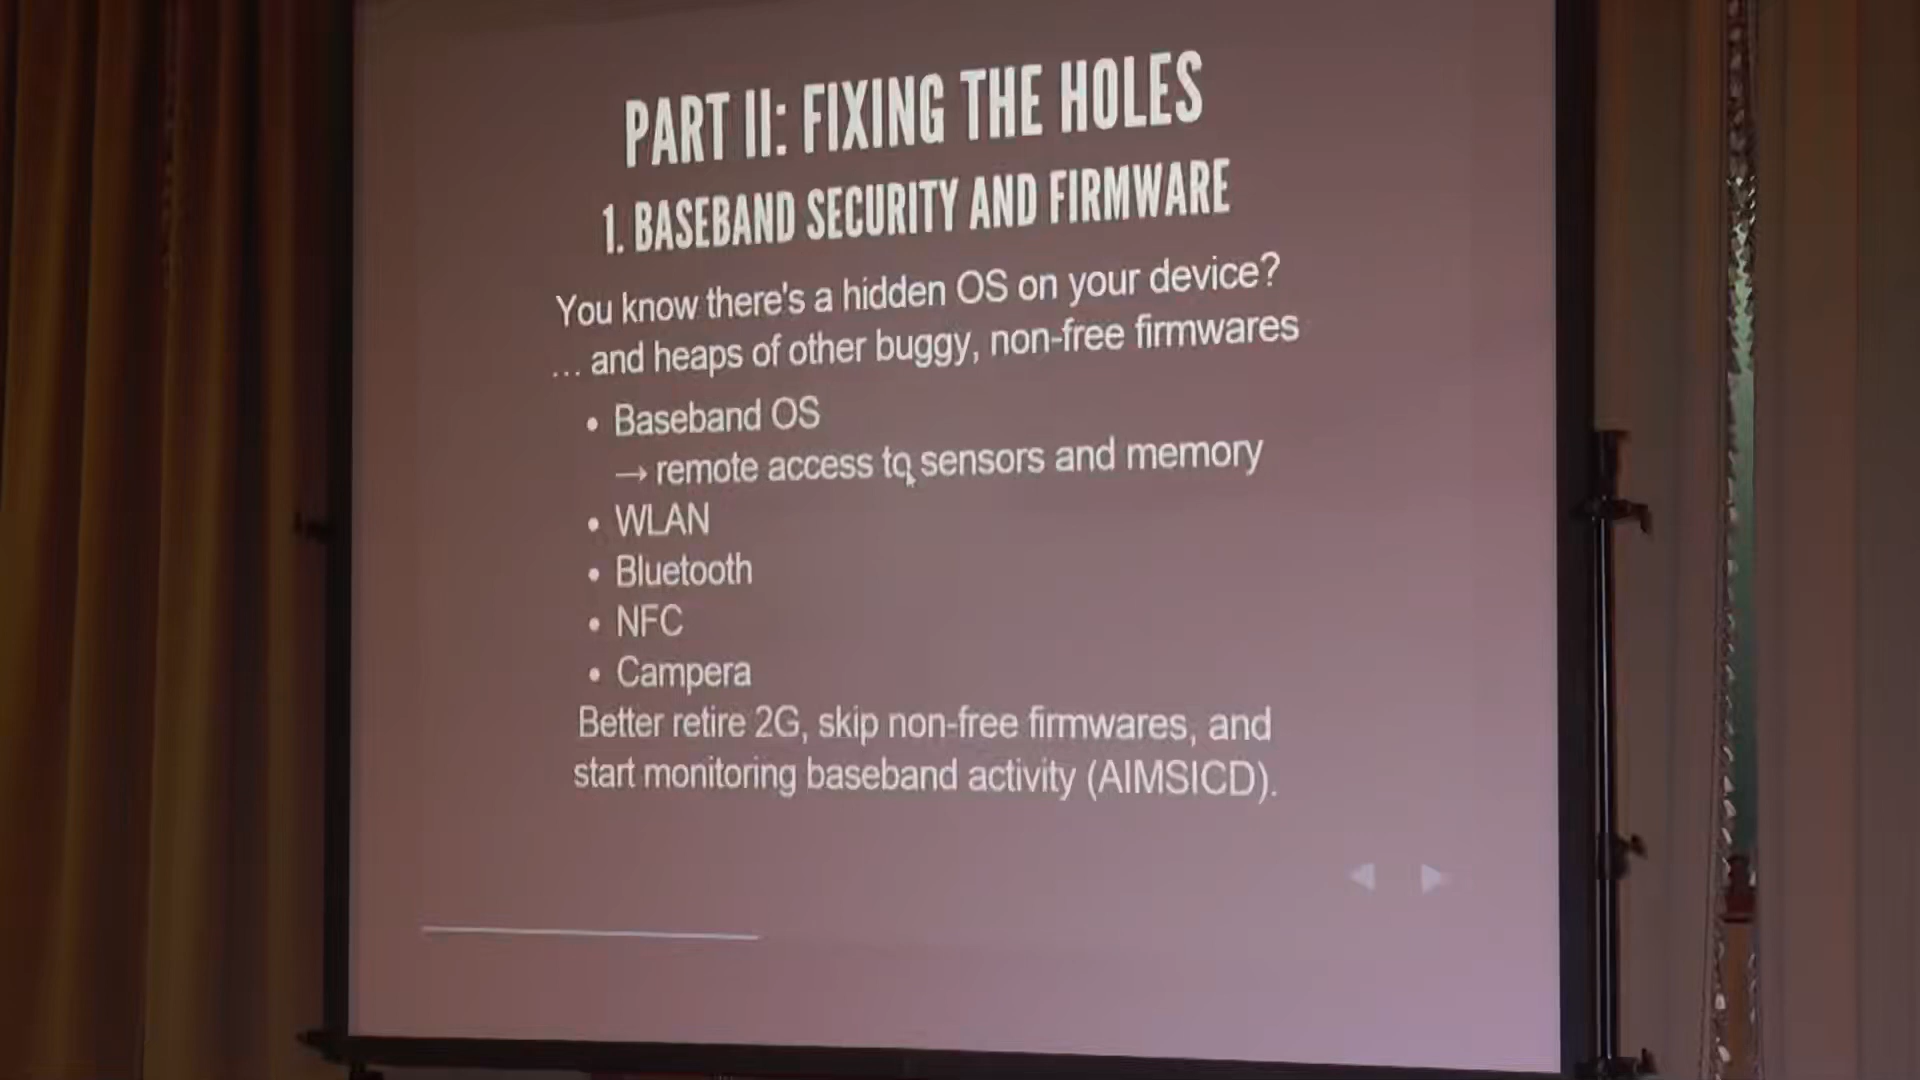 PART II: FIXING THE HOLES
1. BASEBAND SECURITY AND FIRMWARE
You know there's a hidden OS on your device?
… and heaps of other buggy, non-free firmwares
• Baseband OS
→ remote access to sensors and memory
• WLAN
• Bluetooth
• NFC
• Campera
Better retire 2G, skip non-free firmwares, and
start monitoring baseband activity (AIMSICD).